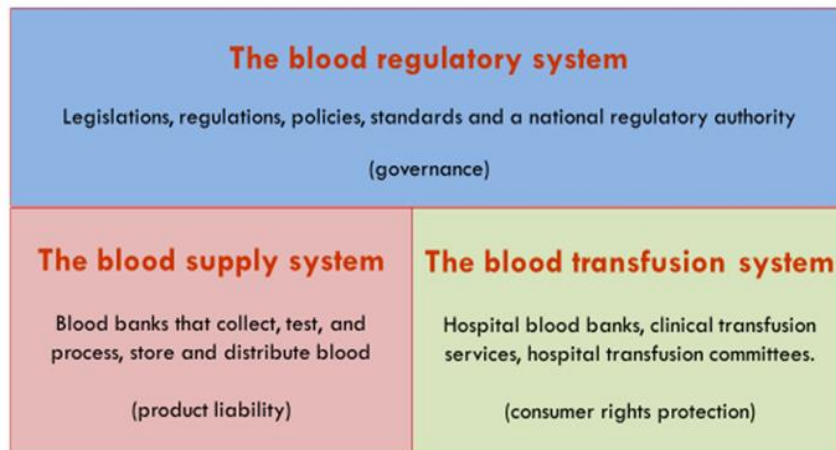 The blood regulatory system
Legislations, regulations, policies, standards and a national regulatory authority
(governance)
The blood supply system
Blood banks that collect, test, and
process, store and distribute blood
(product liability)
The blood transfusion system
Hospital blood banks, clinical transfusion
services, hospital transfusion committees.
(consumer rights protection)